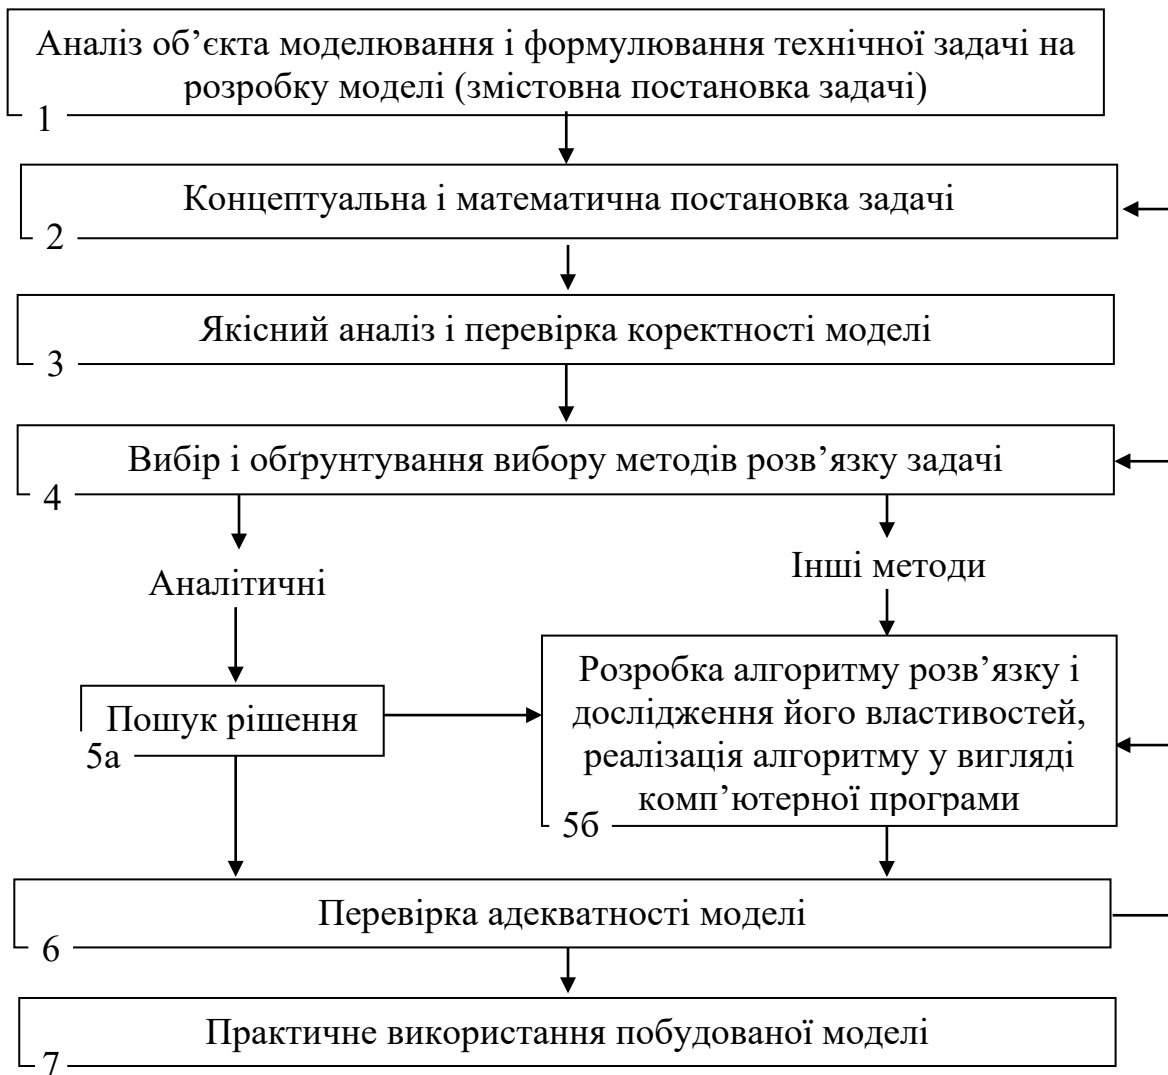 Аналіз об’єкта моделювання і формулювання технічної задачі на
розробку моделі (змістовна постановка задачі)
1
Концептуальна і математична постановка задачі
2
Якісний аналіз і перевірка коректності моделі
3
Вибір і обґрунтування вибору методів розв’язку задачі
4
Аналітичні
Інші методи
Пошук рішення
5а
Розробка алгоритму розв’язку і
дослідження його властивостей,
реалізація алгоритму у вигляді
комп’ютерної програми
5б
Перевірка адекватності моделі
6
Практичне використання побудованої моделі
7